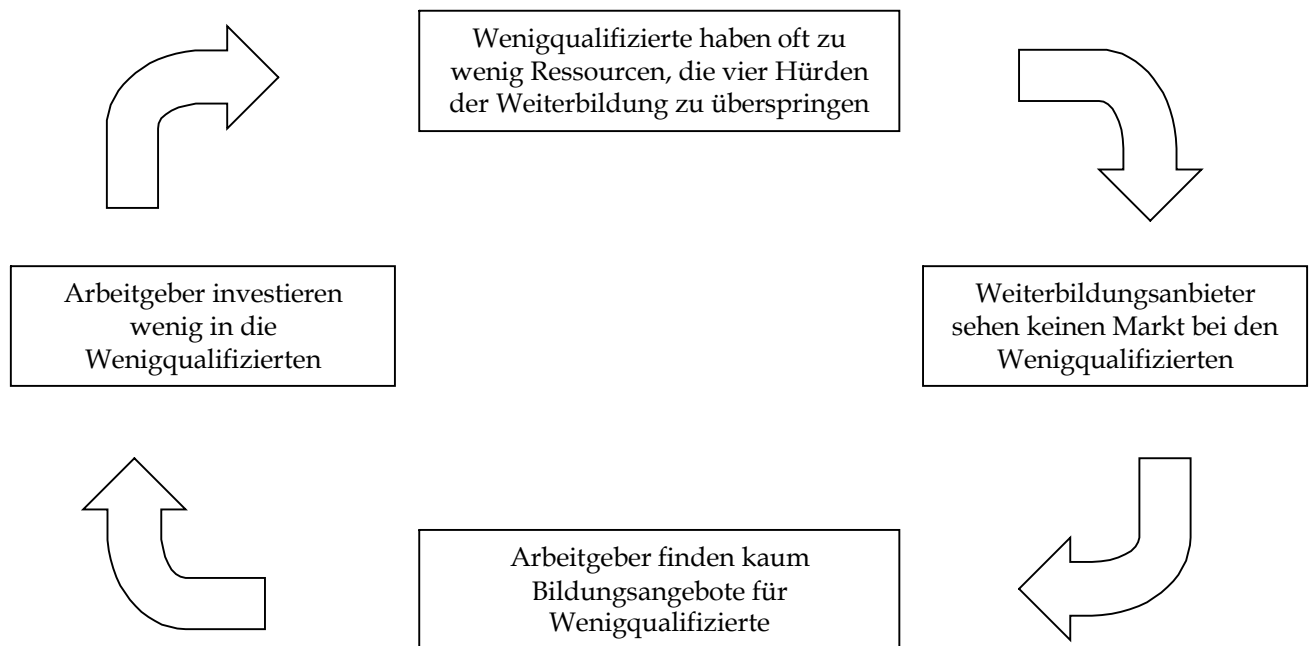 Wenigqualifizierte haben oft zu
wenig Ressourcen, die vier Hürden
der Weiterbildung zu überspringen
Arbeitgeber investieren
wenig in die
Wenigqualifizierten
Weiterbildungsanbieter
sehen keinen Markt bei den
Wenigqualifizierten
Arbeitgeber finden kaum
Bildungsangebote für
Wenigqualifizierte